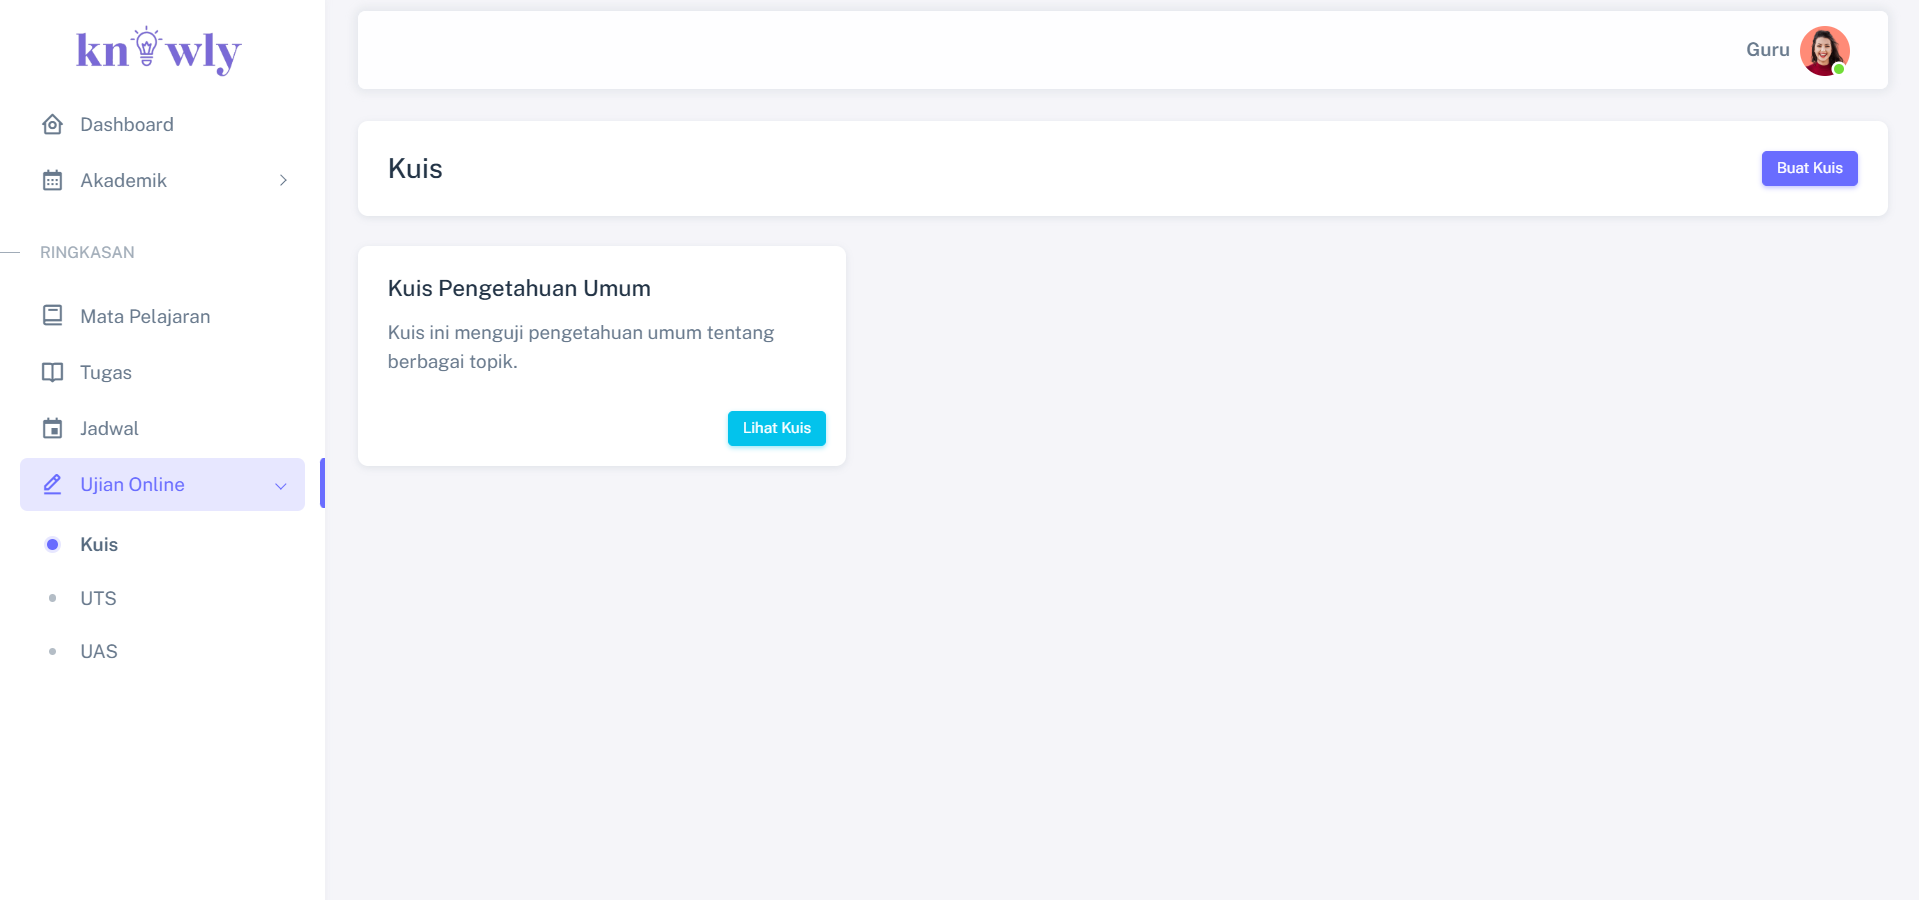 knowly
Dashboard
Akademik
RINGKASAN
Mata Pelajaran
Tugas
Jadwal
Ujian Online
Kuis
UTS
UAS
Guru
Kuis
Buat Kuis
Kuis Pengetahuan Umum
Kuis ini menguji pengetahuan umum tentang
berbagai topik.
Lihat Kuis